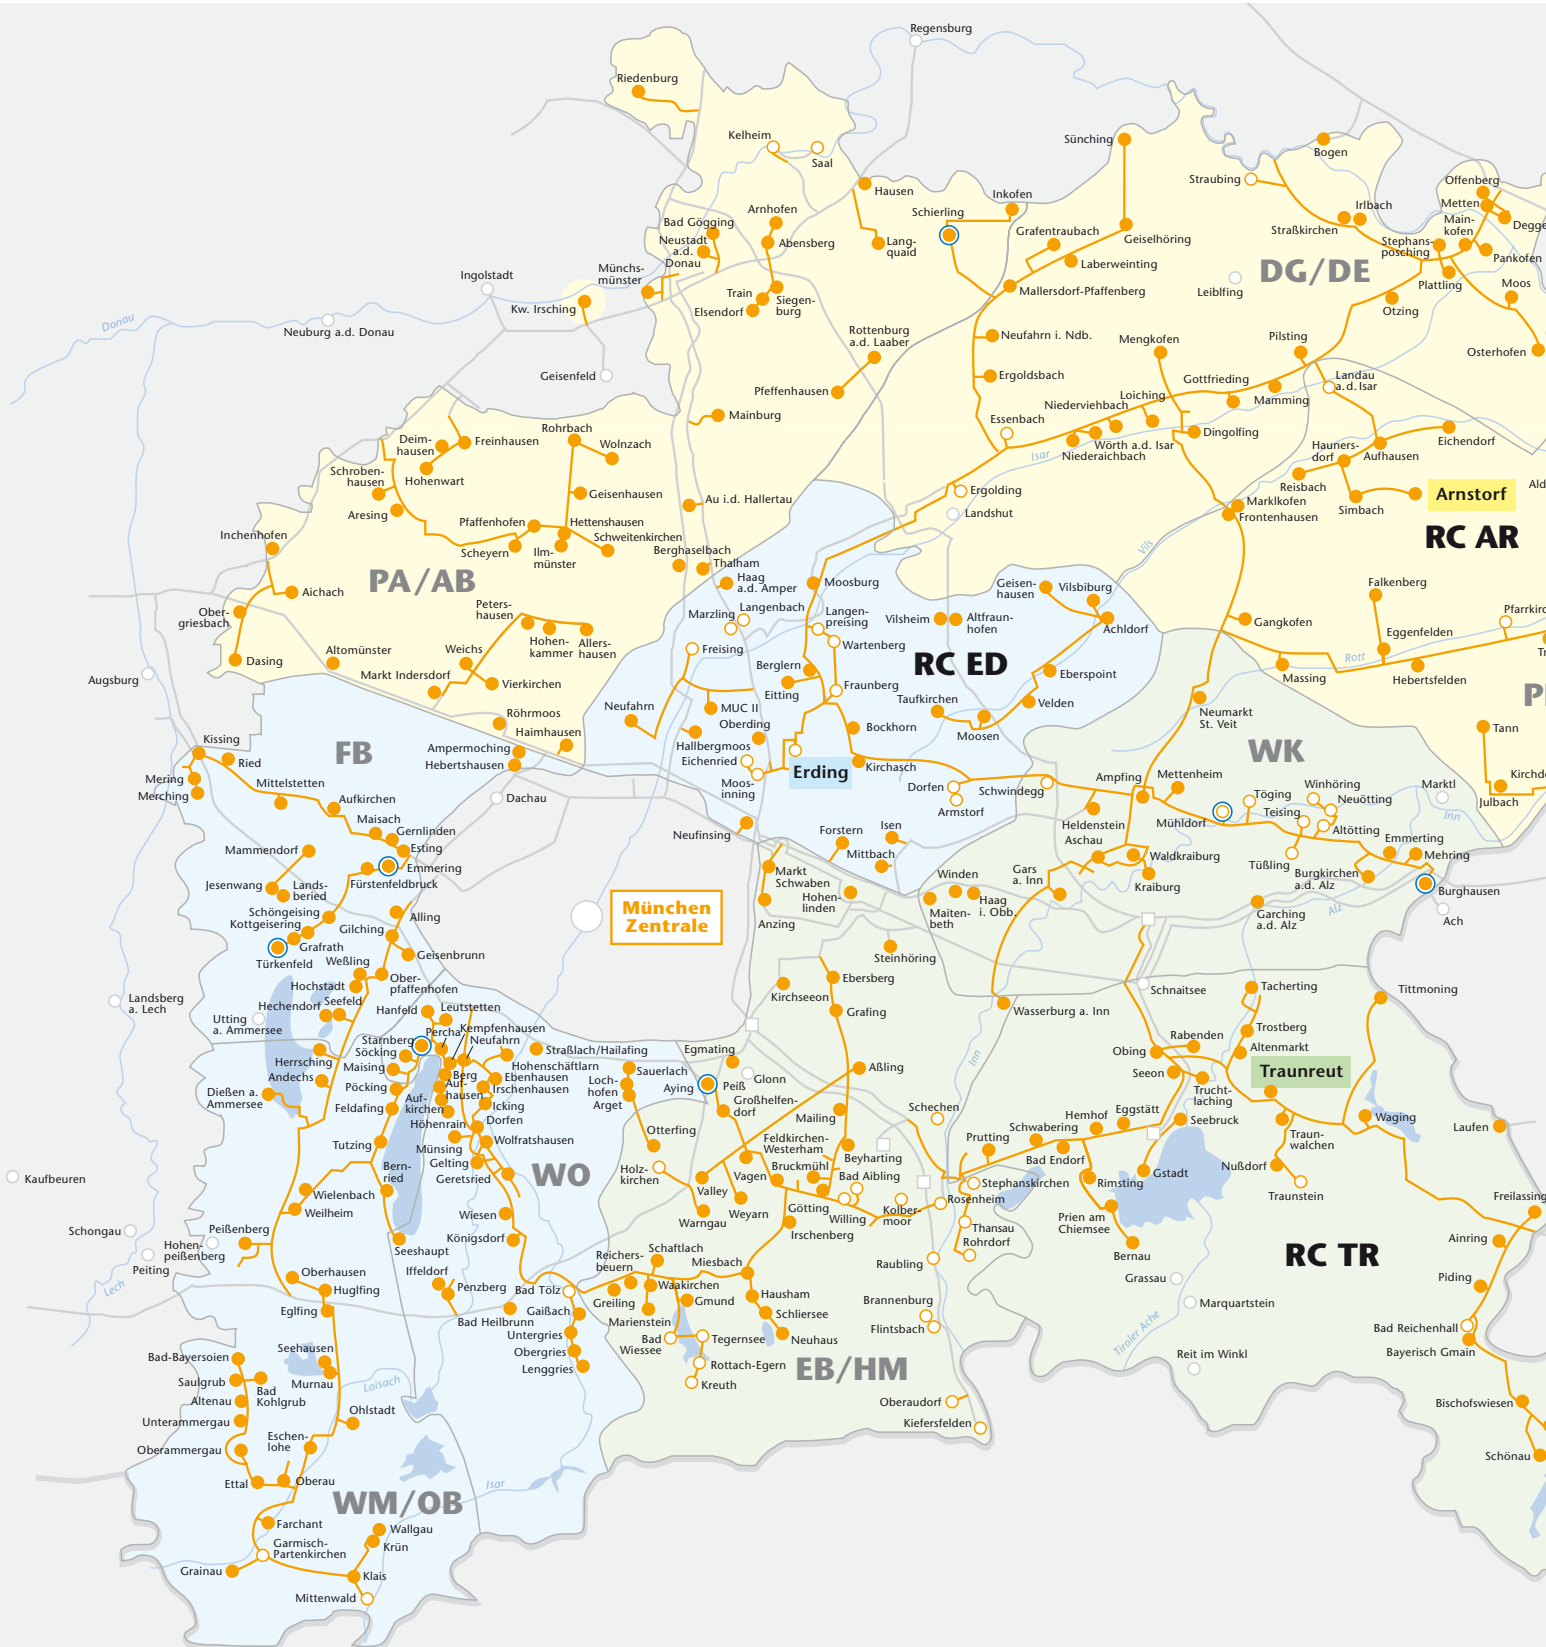 Regensburg
Riedenburg
Kelheim
Saal
Sünching
Bogen
Straubing
Hausen
Inkofen
Offenberg
Metten
Irlbach
Straßkirchen
Main-
kofen
Degge
Arnhofen
Schierling
Bad Gögging
Neustadt
a.d.
Donau
Abensberg
Lang-
quaid
Grafentraubach
Geiselhöring
Stephans-
posching
Pankofen
Laberweinting
DG/DE
Leiblfing
Plattling
Moos
Ingolstadt
Münchs-
münster
Train
Siegen-
burg
Elsendorf
Mallersdorf-Pfaffenberg
Otzing
Kw. Irsching
Donau
Neuburg a.d. Donau
Rottenburg
a.d. Laaber
Neufahrn i. Ndb.
Mengkofen
Pilsting
Osterhofen
Geisenfeld
Pfeffenhausen
Ergoldsbach
Gottfrieding
Landau
a.d. Isar
Mamming
Mainburg
Loiching
Niederviehbach
Essenbach
Wörth a.d. Isar
Niederaichbach
Isar
Dingolfing
Eichendorf
Hauners-
dorf
Aufhausen
Deim-
hausen
Freinhausen
Rohrbach
Wolnzach
Schroben-
hausen
Hohenwart
Geisenhausen
Aresing
Au i.d. Hallertau
Ergolding
Landshut
Reisbach
Simbach
Arnstorf
Ald
Marklkofen
Frontenhausen
RC AR
Pfaffenhofen
Hettenshausen
Scheyern
Ilm-
münster
Schweitenkirchen
Inchenhofen
Berghaselbach
Thalham
Vils
PA/AB
Aichach
Haag
a.d. Amper
Moosburg
Geisen-
hausen
Vilsbiburg
Falkenberg
Ober-
griesbach
Peters-
hausen
Hohen-
kammer
Allers-
hausen
Marzling
Langenbach
Langen-
preising
Vilsheim
Altfraun-
hofen
Achldorf
Gangkofen
Pfarrkirc
Eggenfelden
Tr
Dasing
Altomünster
Weichs
Freising
Wartenberg
RC ED
Rott
Massing
Hebertsfelden
Augsburg
Markt Indersdorf
Vierkirchen
Berglern
Eitting
Fraunberg
Eberspoint
Taufkirchen
Velden
Neumarkt
St. Veit
PI
Röhrmoos
Haimhausen
Neufahrn
MUC II
Oberding
Bockhorn
Moosen
Tann
Kissing
Ried
FB
Ampermoching
Hebertshausen
Hallbergmoos
Eichenried
Moos-
inning
Erding
Kirchasch
WK
Mering
Merching
Mittelstetten
Dachau
Dorfen
Armstorf
Schwindegg
Ampfing
Mettenheim
Kirchdo
Julbach
Marktl
Inn
Winhöring
Töging
Neuötting
Teising
Altötting
Aufkirchen
Maisach
Gernlinden
Esting
Neufinsing
Forstern
Isen
Mittbach
Heldenstein
Mühldorf
Aschau
Emmerting
Mehring
Mammendorf
Emmering
Fürstenfeldbruck
Jesenwang
Lands-
beried
Markt
Schwaben
Hohen-
linden
Winden
Gars
a. Inn
Waldkraiburg
Kraiburg
Tüßling
Burgkirchen
a.d. Alz
Burghausen
Ach
München
Zentrale
Anzing
Maiten-
beth
Haag
i. Obb.
Garching
a.d. Alz
Alz
Schöngeising
Kottgeisering
Alling
Gilching
Grafrath
Türkenfeld
Weßling
Geisenbrunn
Ober-
pfaffenhofen
Hochstadt
Steinhöring
Landsberg
a. Lech
Utting
a. Ammersee
Hechendorf
Seefeld
Hanfeld
Leutstetten
Ebersberg
Kirchseeon
Grafing
Wasserburg a. Inn
Schnaitsee
Tacherting
Tittmoning
Percha
Kempfenhausen
Neufahrn
Starnberg
Söcking
Maising
Straßlach/Hailafing
Hohenschäftlarn
Trostberg
Rabenden
Obing
Altenmarkt
Inn
Herrsching
Andechs
Dießen a.
Ammersee
Pöcking
Feldafing
Berg
Auf-
hausen
Auf-
kirchen
Höhenrain
Ebenhausen
Irschenhausen
Icking
Dorfen
Sauerlach
Loch-
hofen
Arget
Egmating
Aying
Peiß
Glonn
Großhelfen-
dorf
Aßling
Seeon
Traunreut
Trucht-
laching
Tutzing
Münsing
Wolfratshausen
Gelting
Geretsried
Otterfing
Holz-
kirchen
Feldkirchen-
Westerham
Mailing
Schechen
Prutting
Schwabering
Hemhof
Eggstätt
Seebruck
Waging
Laufen
Traun-
walchen
Kaufbeuren
Bern-
ried
WO
Valley
Vagen
Bruckmühl
Beyharting
Bad Aibling
Bad Endorf
Stephanskirchen
Rimsting
Gstadt
Nußdorf
Traunstein
Wielenbach
Weilheim
Warngau
Weyarn
Götting
Irschenberg
Willing
Kolber-
moor
Rosenheim
Thansau
Rohrdorf
Prien am
Chiemsee
Bernau
Freilassing
Schongau
Peiting
Peißenberg
Hohen-
peißenberg
Wiesen
Königsdorf
Seeshaupt
Raubling
RC TR
Ainring
Lech
Oberhausen
Huglfing
Iffeldorf
Penzberg
Bad Tölz
Reichers-
beuern
Schaftlach
Miesbach
Grassau
Piding
Eglfing
Bad Heilbrunn
Gaißach
Greiling
Waakirchen
Marienstein
Gmund
Hausham
Schliersee
Brannenburg
Flintsbach
Marquartstein
Bad Reichenhall
Bayerisch Gmain
Untergries
Obergries
Lenggries
Bad
Wiessee
Tegernsee
Neuhaus
Rottach-Egern
Kreuth
EB/HM
Tiroler Ache
Reit im Winkl
Seehausen
Murnau
Bad-Bayersoien
Saulgrub
Bad
Kohlgrub
Altenau
Unterammergau
Oberammergau
Loisach
Ohlstadt
Eschen-
lohe
Oberaudorf
Kiefersfelden
Bischofswiesen
Schönau
Ettal
Oberau
WM/OB
Isar
Farchant
Garmisch-
Partenkirchen
Wallgau
Krün
Grainau
Klais
Mittenwald